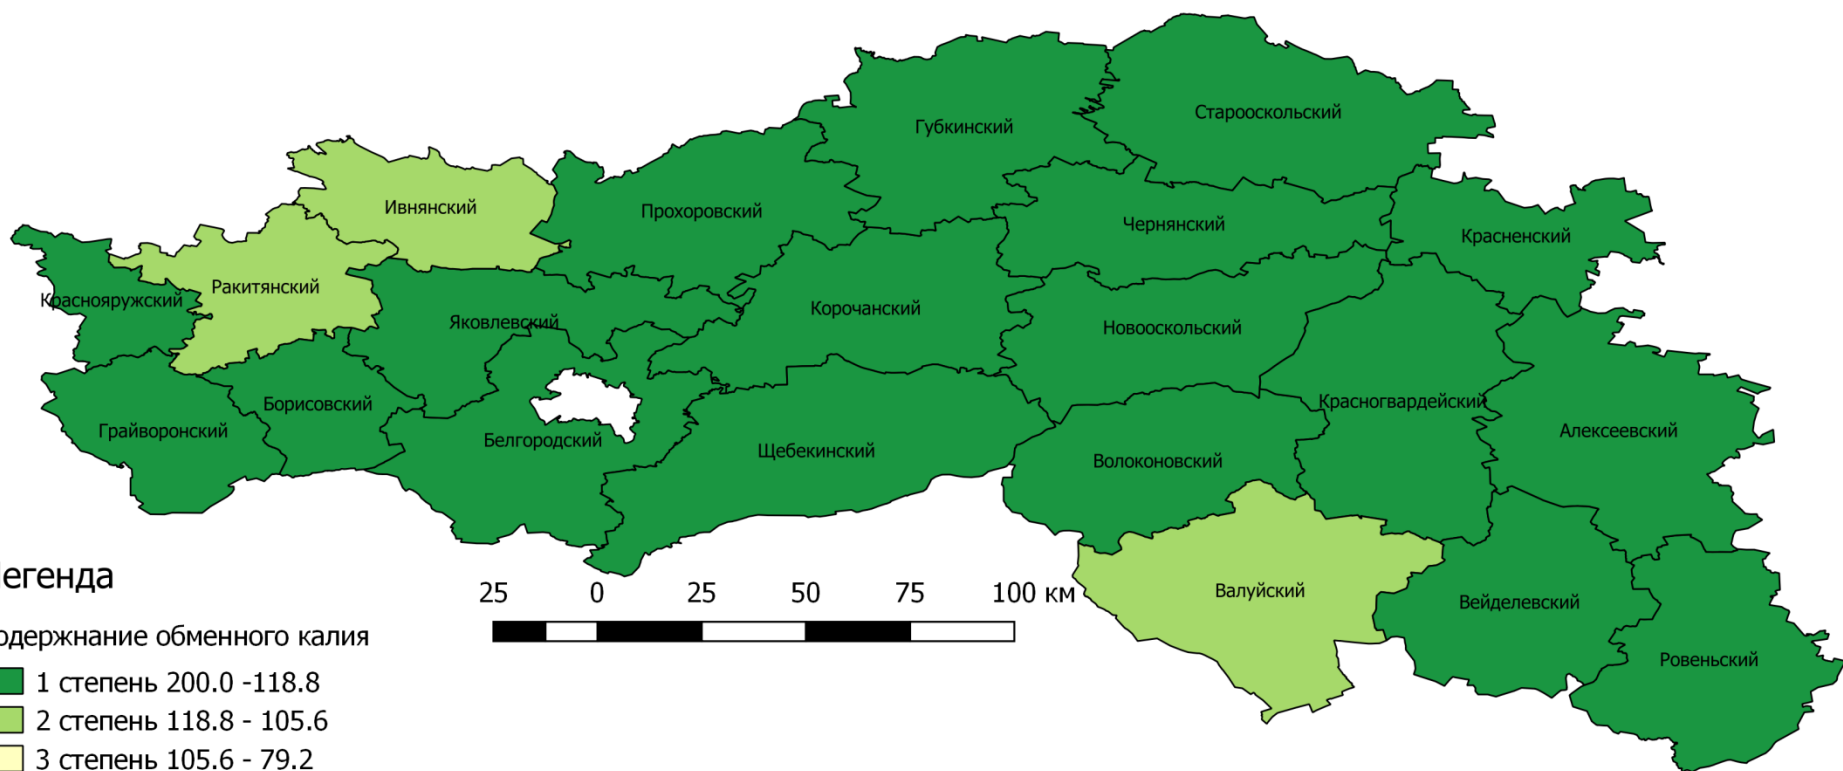 Старооскольский
Губкинский
Ивнянский
Прохоровский
Чернянский
Красненский
Ракитянский
Краснояружский
Яковлевский
Корочанский
Новооскольский
Борисовский
Красногвардейский
Грайворонский
Белгородский
Щебекинский
Волоконовский
Алексеевский
Валуйский
Вейделевский
Ровеньский
25 0 25 50 75 100 км
Легенда
одержнание обменного калия
1 степень 200.0 -118.8
2 степень 118.8 - 105.6
3 степень 105.6 - 79.2